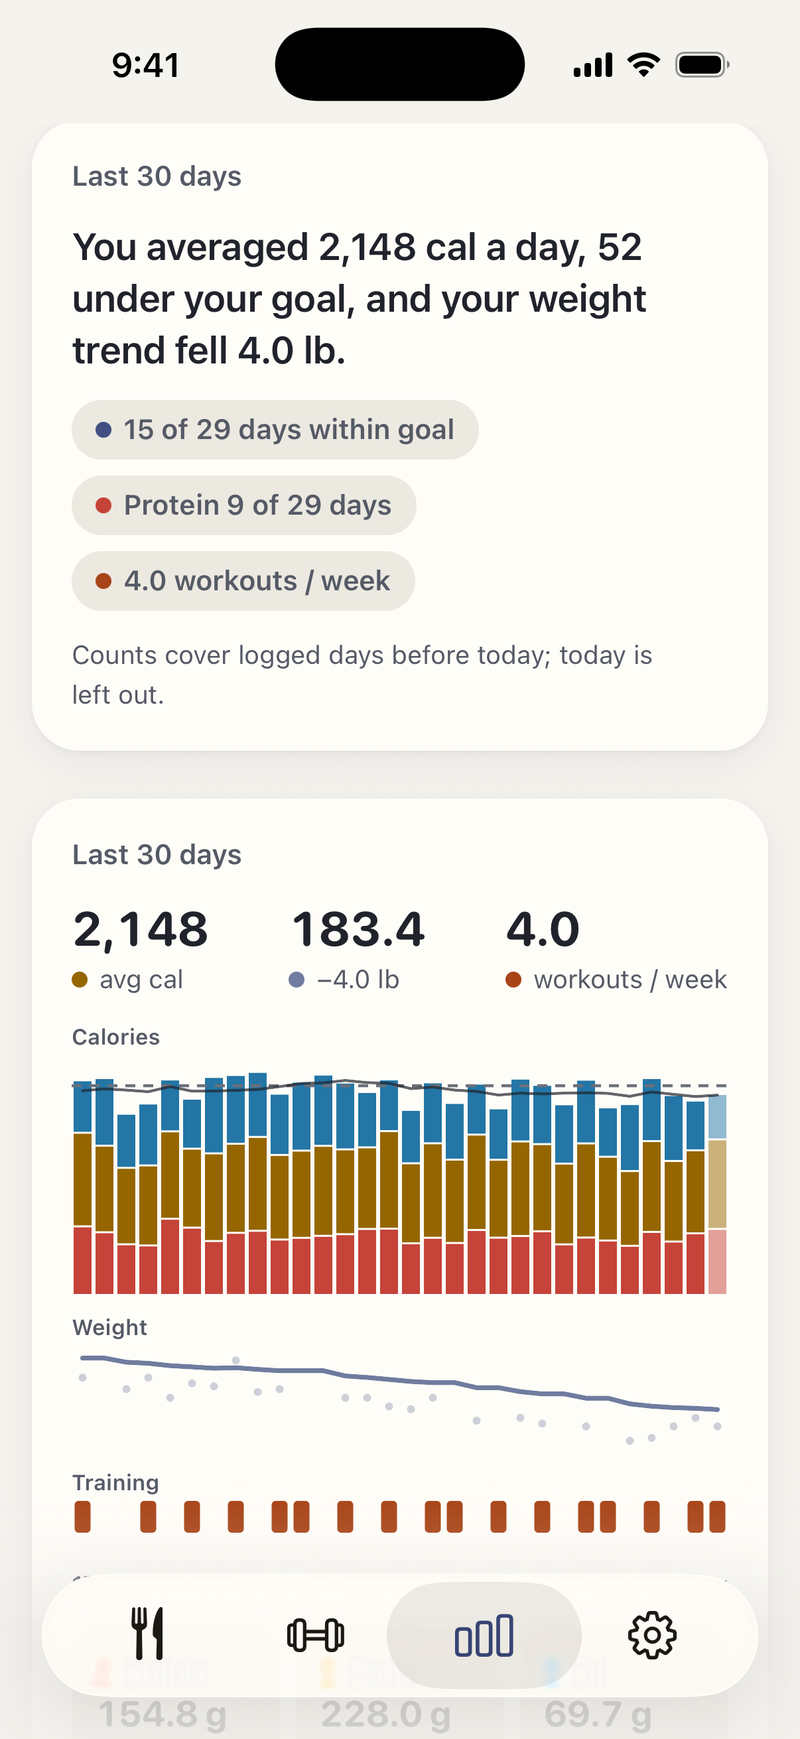 9:41
Last 30 days
You averaged 2,148 cal a day, 52
under your goal, and your weight
trend fell 4.0 lb.
15 of 29 days within goal
Protein 9 of 29 days
4.0 workouts / week
Counts cover logged days before today; today is
left out.
Last 30 days
2,148 183.4 4.0
avg cal −4.0 lb workouts / week
Calories
Weight
Training
154.8 g 228.0 g 69.7 g